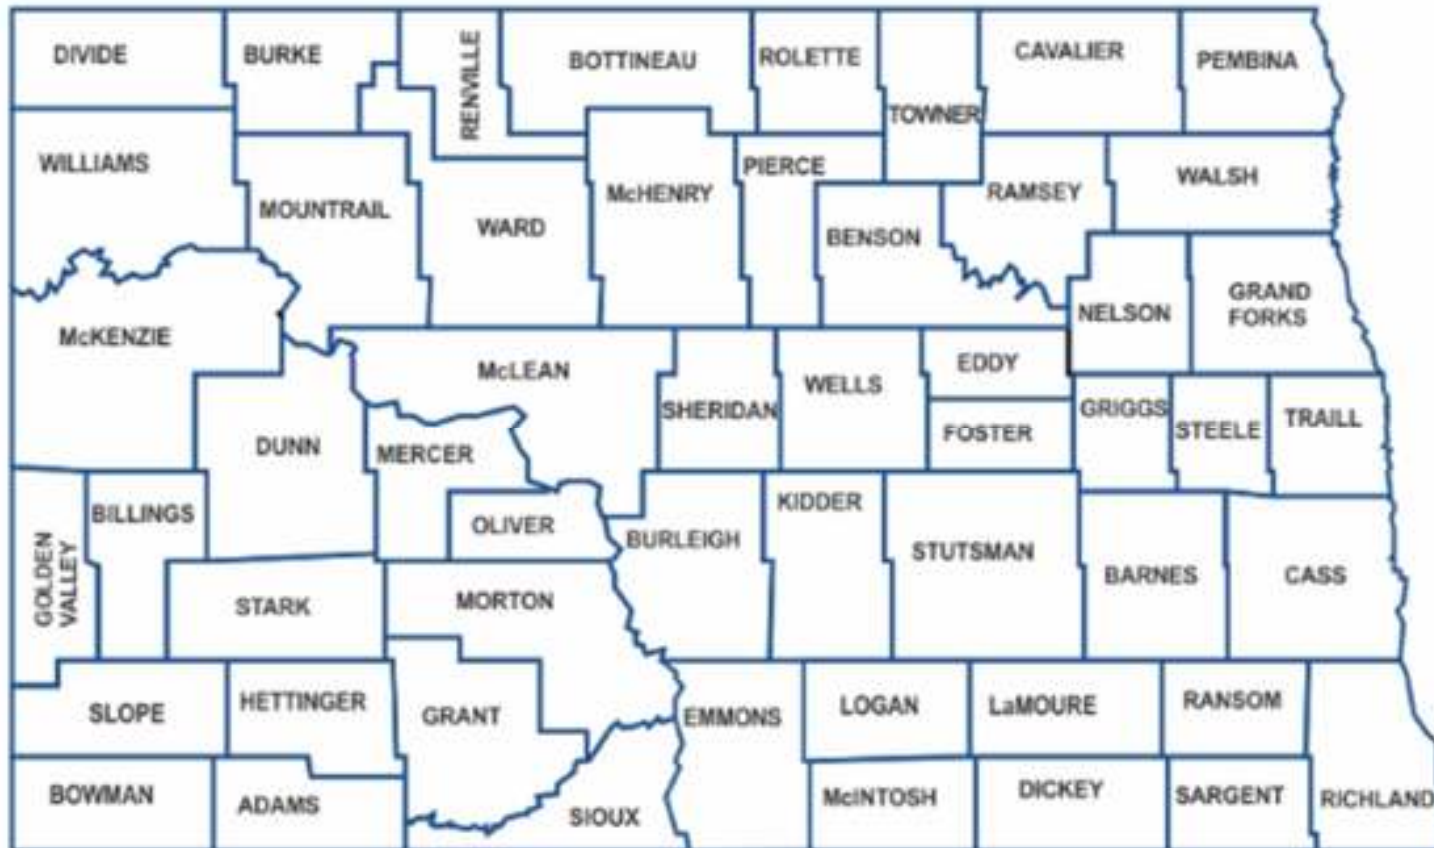 DIVIDE
BURKE
RENVILLE
BOTTINEAU
ROLETTE
TOWNER
CAVALIER
PEMBINA
WILLIAMS
MOUNTRAIL
WARD
McHENRY
PIERCE
BENSON
RAMSEY
WALSH
McKENZIE
NELSON
GRAND
FORKS
DUNN
McLEAN
MERCER
SHERIDAN
WELLS
EDDY
FOSTER
GRIGGS
STEELE
TRAILL
GOLDEN
VALLEY
BILLINGS
OLIVER
BURLEIGH
KIDDER
STUTSMAN
BARNES
CASS
STARK
MORTON
SLOPE
HETTINGER
GRANT
EMMONS
LOGAN
LaMOURE
RANSOM
BOWMAN
ADAMS
SIOUX
McINTOSH
DICKEY
SARGENT
RICHLAND